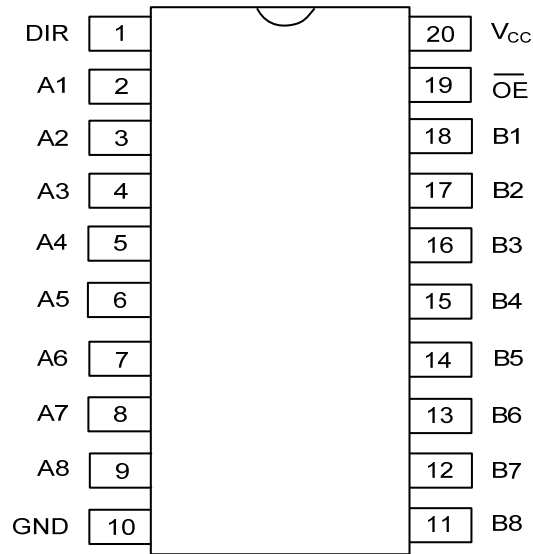 DIR 1 20 V_CC
A1 2 19 O̅E̅
A2 3 18 B1
A3 4 17 B2
A4 5 16 B3
A5 6 15 B4
A6 7 14 B5
A7 8 13 B6
A8 9 12 B7
GND 10 11 B8